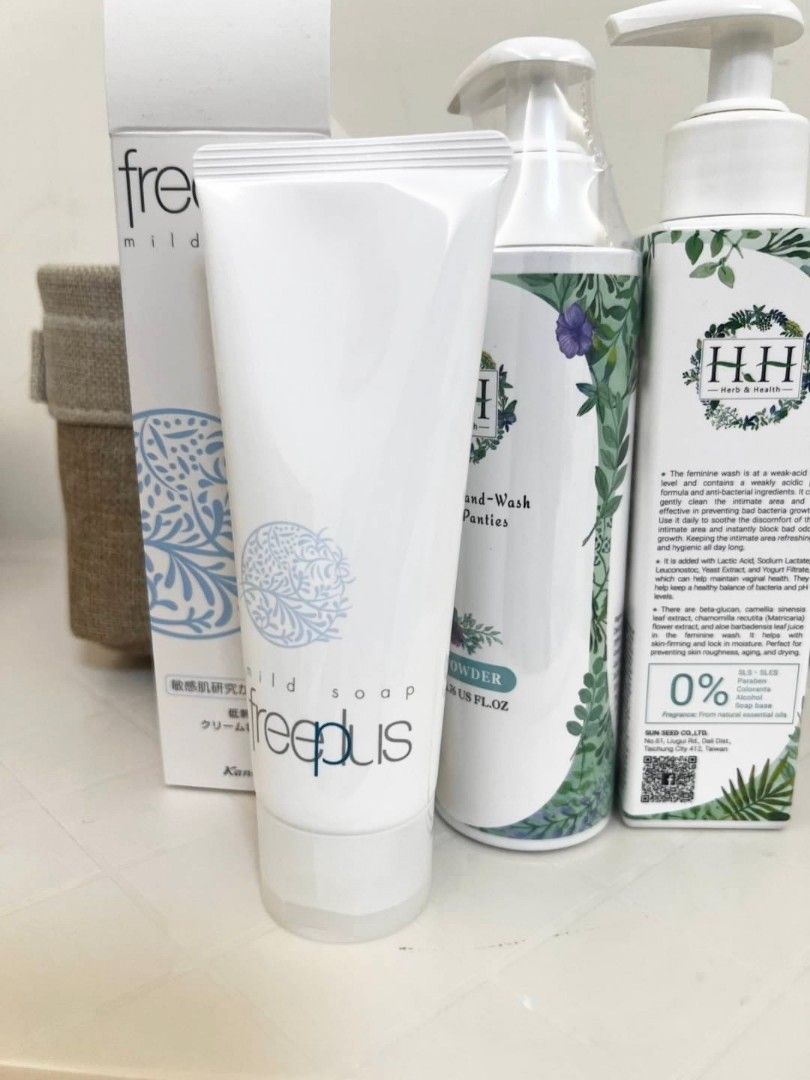 mild
敏感肌研究
クリーム
mild soap
freeplus
and-Wash
Panties
OWDER
US FL.OZ
H&H
Herb & Health
• The feminine wash is at a weak-acid
level and contains a weakly acidic
formula and anti-bacterial ingredients. It
gently clean the intimate area and
effective in preventing bad bacteria
Use it daily to soothe the discomfort of
intimate area and instantly block bad
growth. Keeping the intimate area refreshing
and hygienic all day long.
• It is added with Lactic Acid, Sodium Lactate,
Leuconostoc, Yeast Extract, and Yogurt Filtrate,
which can help maintain vaginal health. They
help keep a healthy balance of bacteria and pH
levels.
• There are beta-glucan, camellia sinensis
leaf extract, chamomilla recutita (Matricaria)
flower extract, and aloe barbadensis leaf juice
in the feminine wash. It helps with
skin-firming and lock in moisture. Perfect for
preventing skin roughness, aging, and drying.
0%
SLS、SLES
Paraben
Colorants
Alcohol
Soap base
Fragrance: From natural essential oils
SUN SEED CO.,LTD.
No.61, Liugui Rd., Dali Dist.,
Taichung City 412, Taiwan